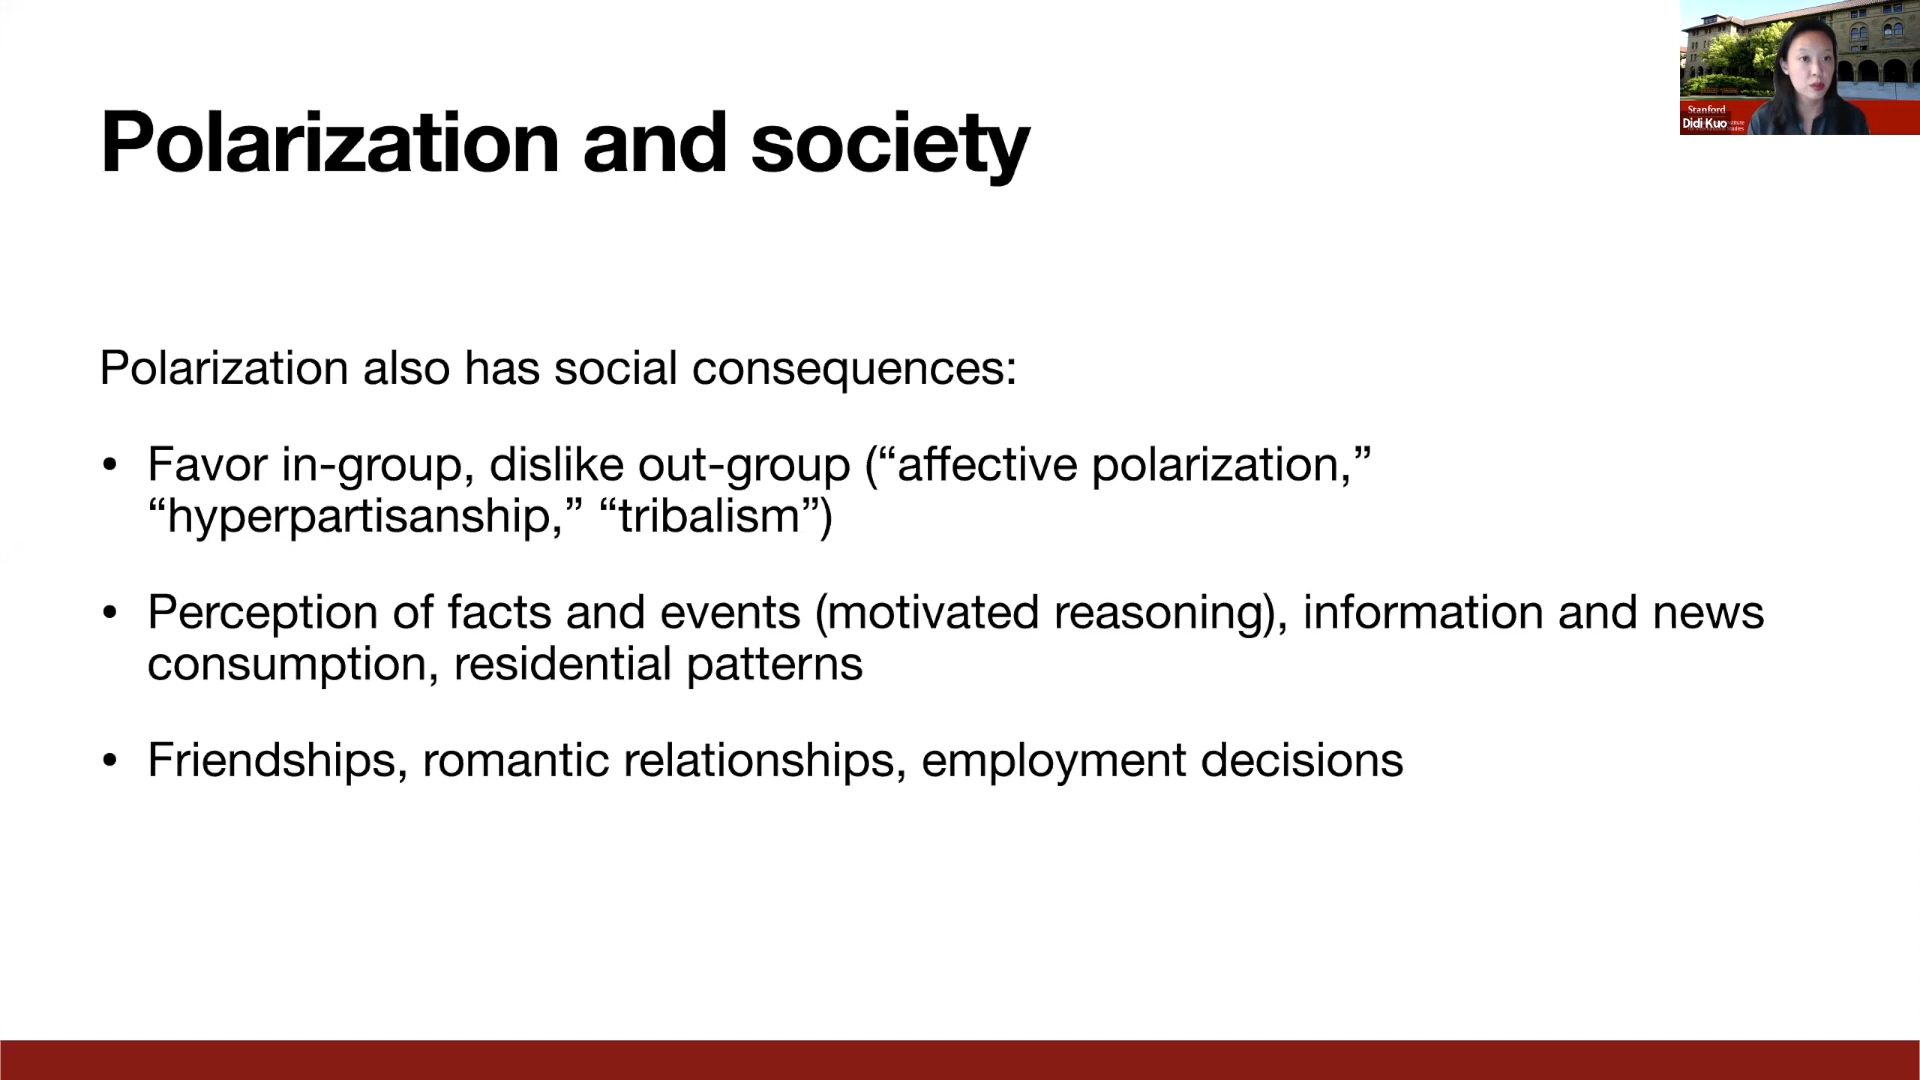 Stanford
Didi Kuo
Polarization and society
Polarization also has social consequences:
• Favor in-group, dislike out-group (“affective polarization,”
“hyperpartisanship,” “tribalism”)
• Perception of facts and events (motivated reasoning), information and news
consumption, residential patterns
• Friendships, romantic relationships, employment decisions